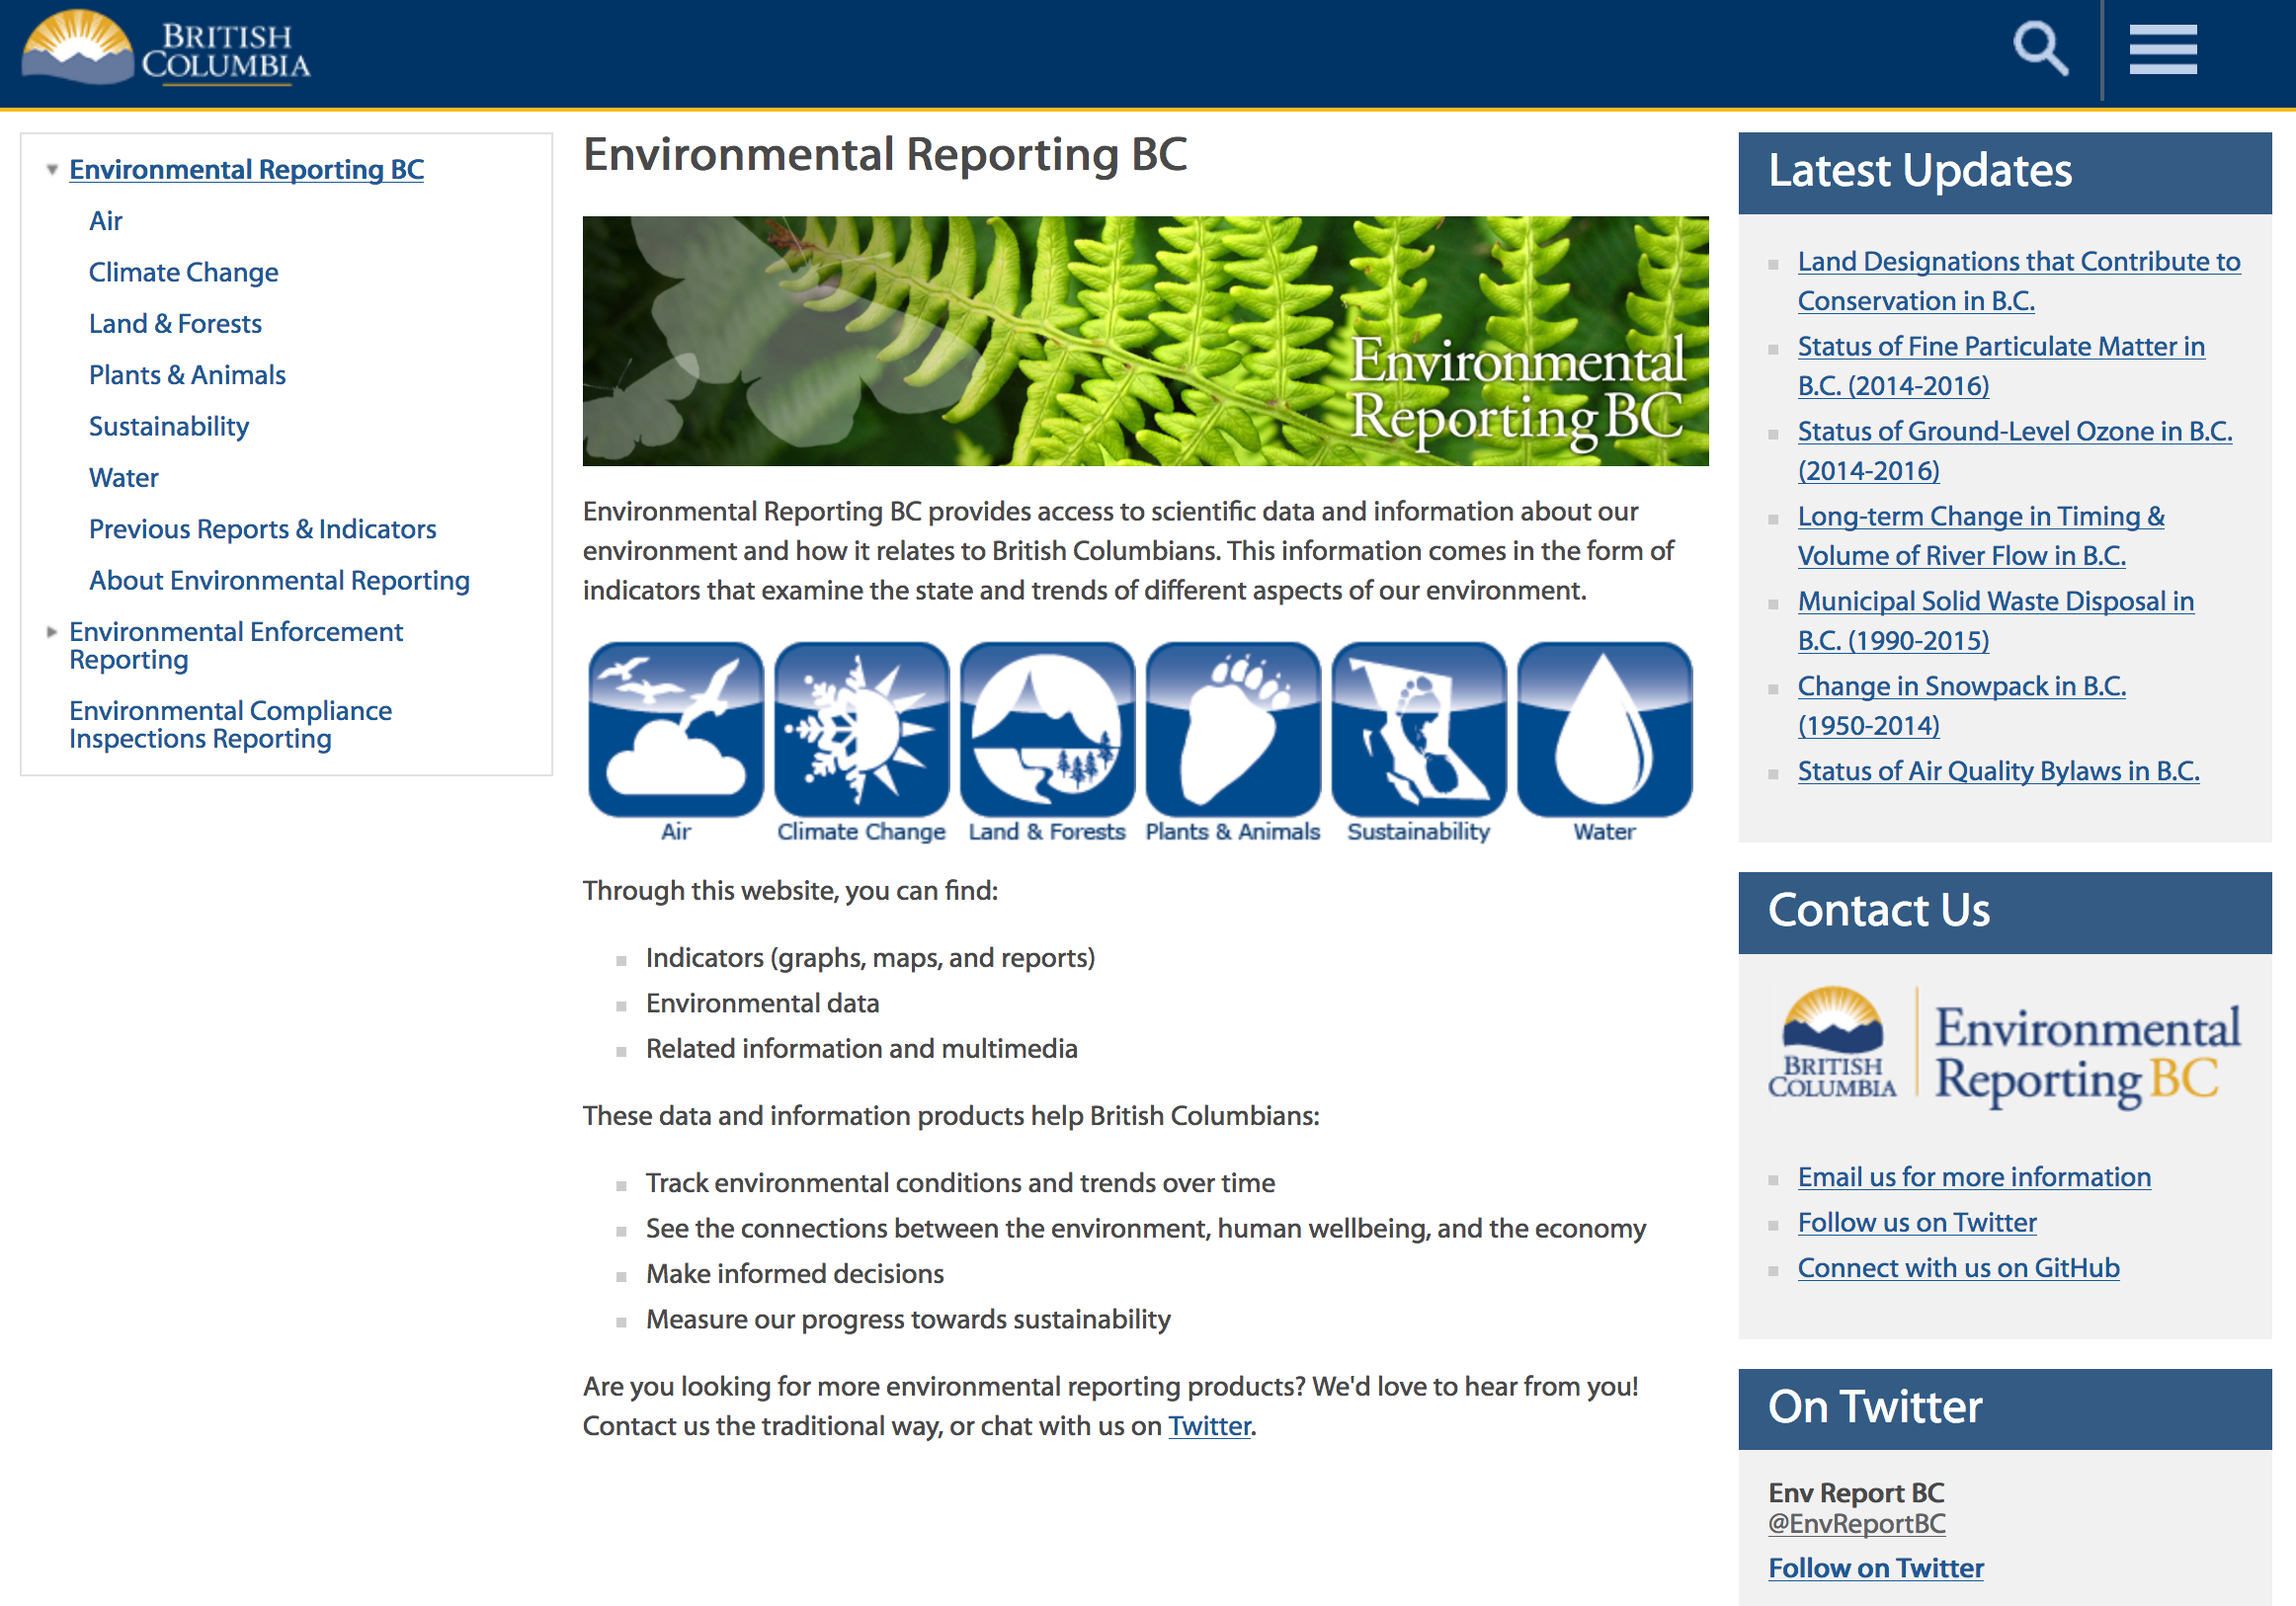 BRITISH
COLUMBIA
Environmental Reporting BC
Air
Climate Change
Land & Forests
Plants & Animals
Sustainability
Water
Previous Reports & Indicators
About Environmental Reporting
Environmental Enforcement
Reporting
Environmental Compliance
Inspections Reporting
Environmental Reporting BC
Environmental
Reporting BC
Environmental Reporting BC provides access to scientific data and information about our
environment and how it relates to British Columbians. This information comes in the form of
indicators that examine the state and trends of different aspects of our environment.
Air Climate Change Land & Forests Plants & Animals Sustainability Water
Through this website, you can find:
Indicators (graphs, maps, and reports)
Environmental data
Related information and multimedia
These data and information products help British Columbians:
Track environmental conditions and trends over time
See the connections between the environment, human wellbeing, and the economy
Make informed decisions
Measure our progress towards sustainability
Are you looking for more environmental reporting products? We'd love to hear from you!
Contact us the traditional way, or chat with us on Twitter.
Latest Updates
Land Designations that Contribute to
Conservation in B.C.
Status of Fine Particulate Matter in
B.C. (2014-2016)
Status of Ground-Level Ozone in B.C.
(2014-2016)
Long-term Change in Timing &
Volume of River Flow in B.C.
Municipal Solid Waste Disposal in
B.C. (1990-2015)
Change in Snowpack in B.C.
(1950-2014)
Status of Air Quality Bylaws in B.C.
Contact Us
BRITISH
COLUMBIA
Environmental
Reporting BC
Email us for more information
Follow us on Twitter
Connect with us on GitHub
On Twitter
Env Report BC
@EnvReportBC
Follow on Twitter